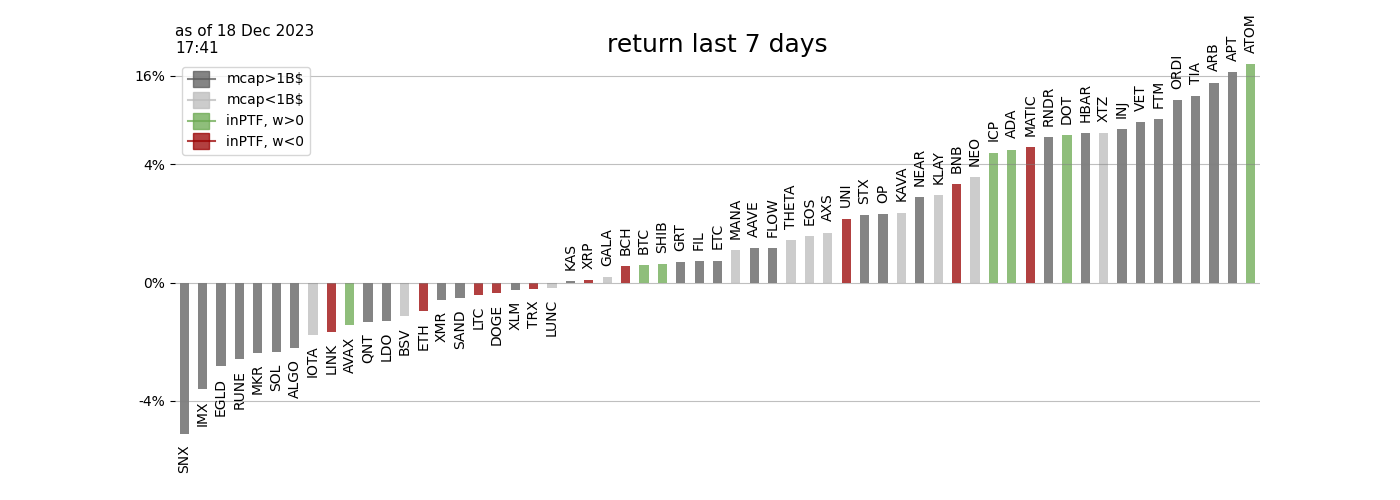 as of 18 Dec 2023
17:41
return last 7 days
mcap>1B$
mcap<1B$
inPTF, w>0
inPTF, w<0
16%
4%
0%
-4%
SNX
IMX
EGLD
RUNE
MKR
SOL
ALGO
IOTA
LINK
AVAX
QNT
LDO
BSV
ETH
XMR
SAND
LTC
DOGE
XLM
TRX
LUNC
KAS
XRP
GALA
BCH
BTC
SHIB
GRT
FIL
ETC
MANA
AAVE
FLOW
THETA
EOS
AXS
UNI
STX
OP
KAVA
NEAR
KLAY
BNB
NEO
ICP
ADA
MATIC
RNDR
DOT
HBAR
XTZ
INJ
VET
FTM
ORDI
TIA
ARB
APT
ATOM